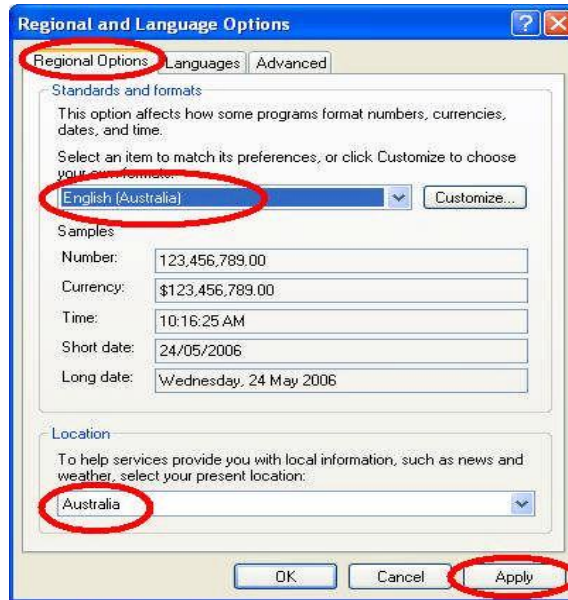 Regional and Language Options
Regional Options Languages Advanced
Standards and formats
This option affects how some programs format numbers, currencies,
dates, and time.
Select an item to match its preferences, or click Customize to choose
your own formats:
English (Australia) Customize...
Samples
Number: 123,456,789.00
Currency: $123,456,789.00
Time: 10:16:25 AM
Short date: 24/05/2006
Long date: Wednesday, 24 May 2006
Location
To help services provide you with local information, such as news and
weather, select your present location:
Australia
OK Cancel Apply